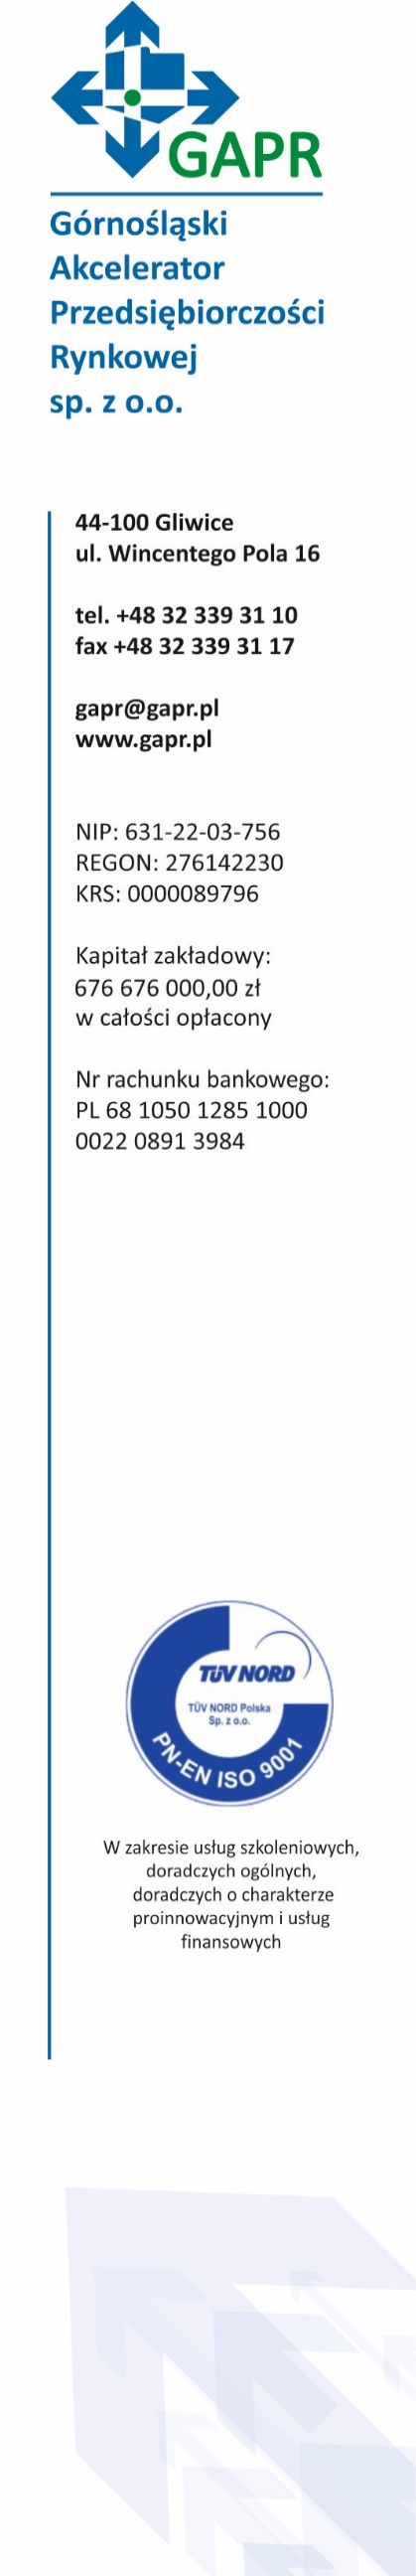 GAPR
Górnośląski
Akcelerator
Przedsiębiorczości
Rynkowej
sp. z o.o.
44-100 Gliwice
ul. Wincentego Pola 16
tel. +48 32 339 31 10
fax +48 32 339 31 17
gapr@gapr.pl
www.gapr.pl
NIP: 631-22-03-756
REGON: 276142230
KRS: 0000089796
Kapitał zakładowy:
676 676 000,00 zł
w całości opłacony
Nr rachunku bankowego:
PL 68 1050 1285 1000
0022 0891 3984
TÜV NORD
TÜV NORD Polska
Sp. z o.o.
PN-EN ISO 9001
W zakresie usług szkoleniowych,
doradczych ogólnych,
doradczych o charakterze
proinnowacyjnym i usług
finansowych